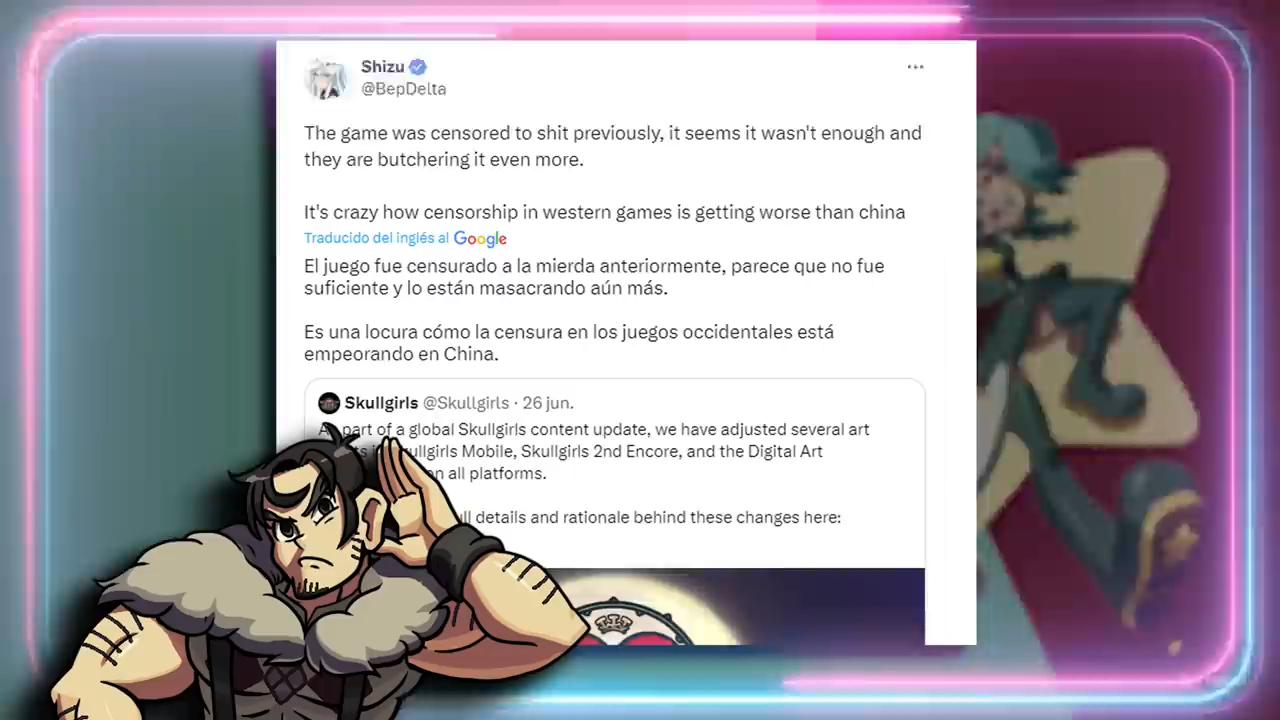 Shizu
@BepDelta
The game was censored to shit previously, it seems it wasn't enough and
they are butchering it even more.
It's crazy how censorship in western games is getting worse than china
Traducido del inglés al Google
El juego fue censurado a la mierda anteriormente, parece que no fue
suficiente y lo están masacrando aún más.
Es una locura cómo la censura en los juegos occidentales está
empeorando en China.
Skullgirls @Skullgirls · 26 jun.
part of a global Skullgirls content update, we have adjusted several art
Skullgirls Mobile, Skullgirls 2nd Encore, and the Digital Art
on all platforms.
details and rationale behind these changes here: